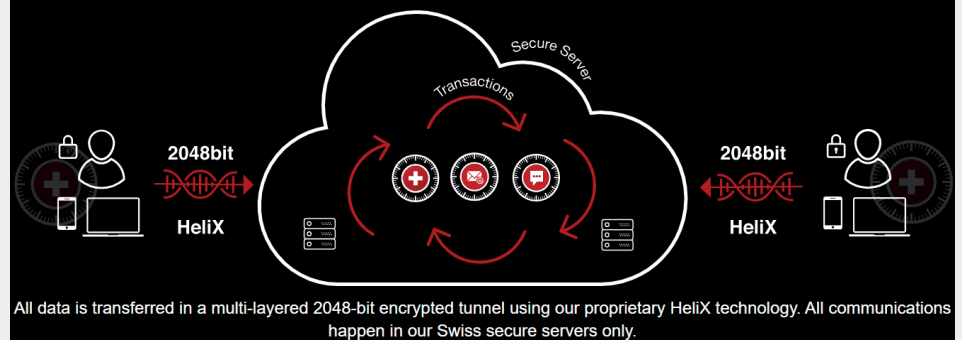 Secure Server
Transactions
2048bit
HeliX
2048bit
HeliX
All data is transferred in a multi-layered 2048-bit encrypted tunnel using our proprietary HeliX technology. All communications
happen in our Swiss secure servers only.